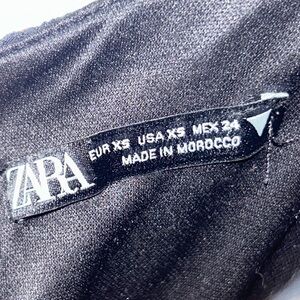 ZARA
EUR XS USA XS MEX 24
MADE IN MOROCCO